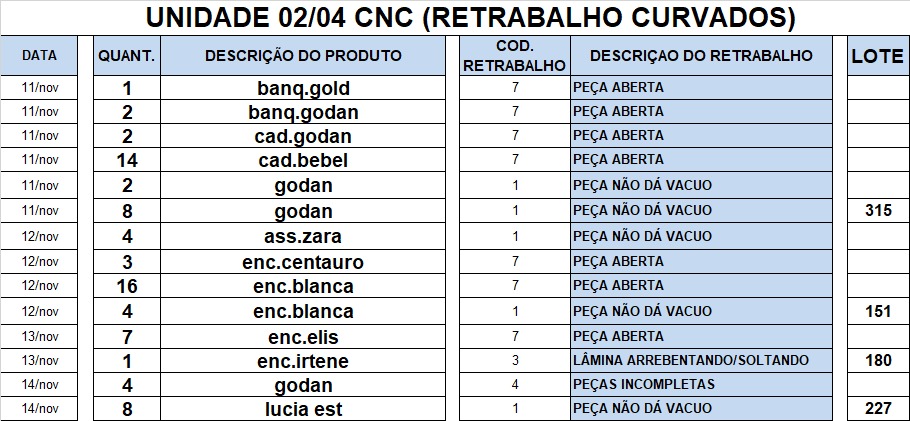 UNIDADE 02/04 CNC (RETRABALHO CURVADOS)
DATA QUANT. DESCRIÇÃO DO PRODUTO COD. RETRABALHO DESCRIÇAO DO RETRABALHO LOTE
11/nov 1 banq.gold 7 PEÇA ABERTA
11/nov 2 banq.godan 7 PEÇA ABERTA
11/nov 2 cad.godan 7 PEÇA ABERTA
11/nov 14 cad.bebel 7 PEÇA ABERTA
11/nov 2 godan 1 PEÇA NÃO DÁ VACUO
11/nov 8 godan 1 PEÇA NÃO DÁ VACUO 315
12/nov 4 ass.zara 1 PEÇA NÃO DÁ VACUO
12/nov 3 enc.centauro 7 PEÇA ABERTA
12/nov 16 enc.blanca 7 PEÇA ABERTA
12/nov 4 enc.blanca 1 PEÇA NÃO DÁ VACUO 151
13/nov 7 enc.elis 7 PEÇA ABERTA
13/nov 1 enc.irtene 3 LÂMINA ARREBENTANDO/SOLTANDO 180
14/nov 4 godan 4 PEÇAS INCOMPLETAS
14/nov 8 lucia est 1 PEÇA NÃO DÁ VACUO 227